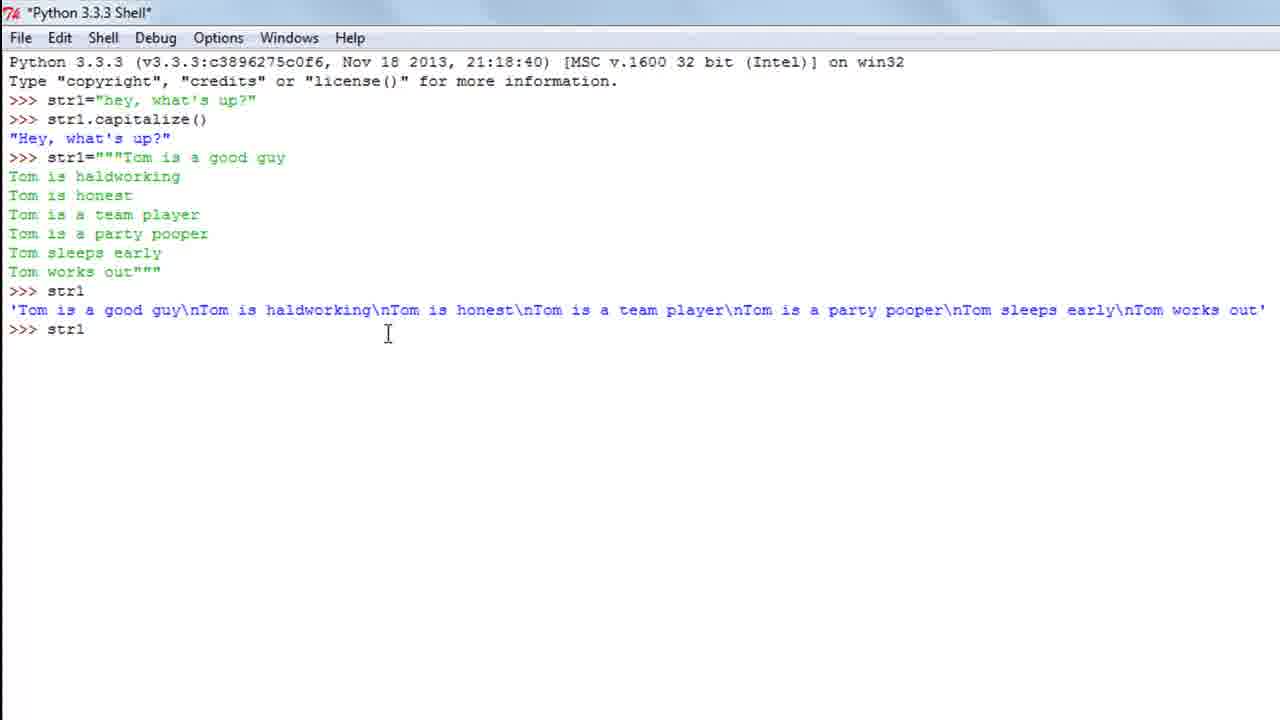 *Python 3.3.3 Shell*
File Edit Shell Debug Options Windows Help
Python 3.3.3 (v3.3.3:c3896275c0f6, Nov 18 2013, 21:18:40) [MSC v.1600 32 bit (Intel)] on win32
Type "copyright", "credits" or "license()" for more information.
>>> str1="hey, what's up?"
>>> str1.capitalize()
"Hey, what's up?"
>>> str1="""Tom is a good guy
Tom is haldworking
Tom is honest
Tom is a team player
Tom is a party pooper
Tom sleeps early
Tom works out"""
>>> str1
'Tom is a good guy\nTom is haldworking\nTom is honest\nTom is a team player\nTom is a party pooper\nTom sleeps early\nTom works out'
>>> str1